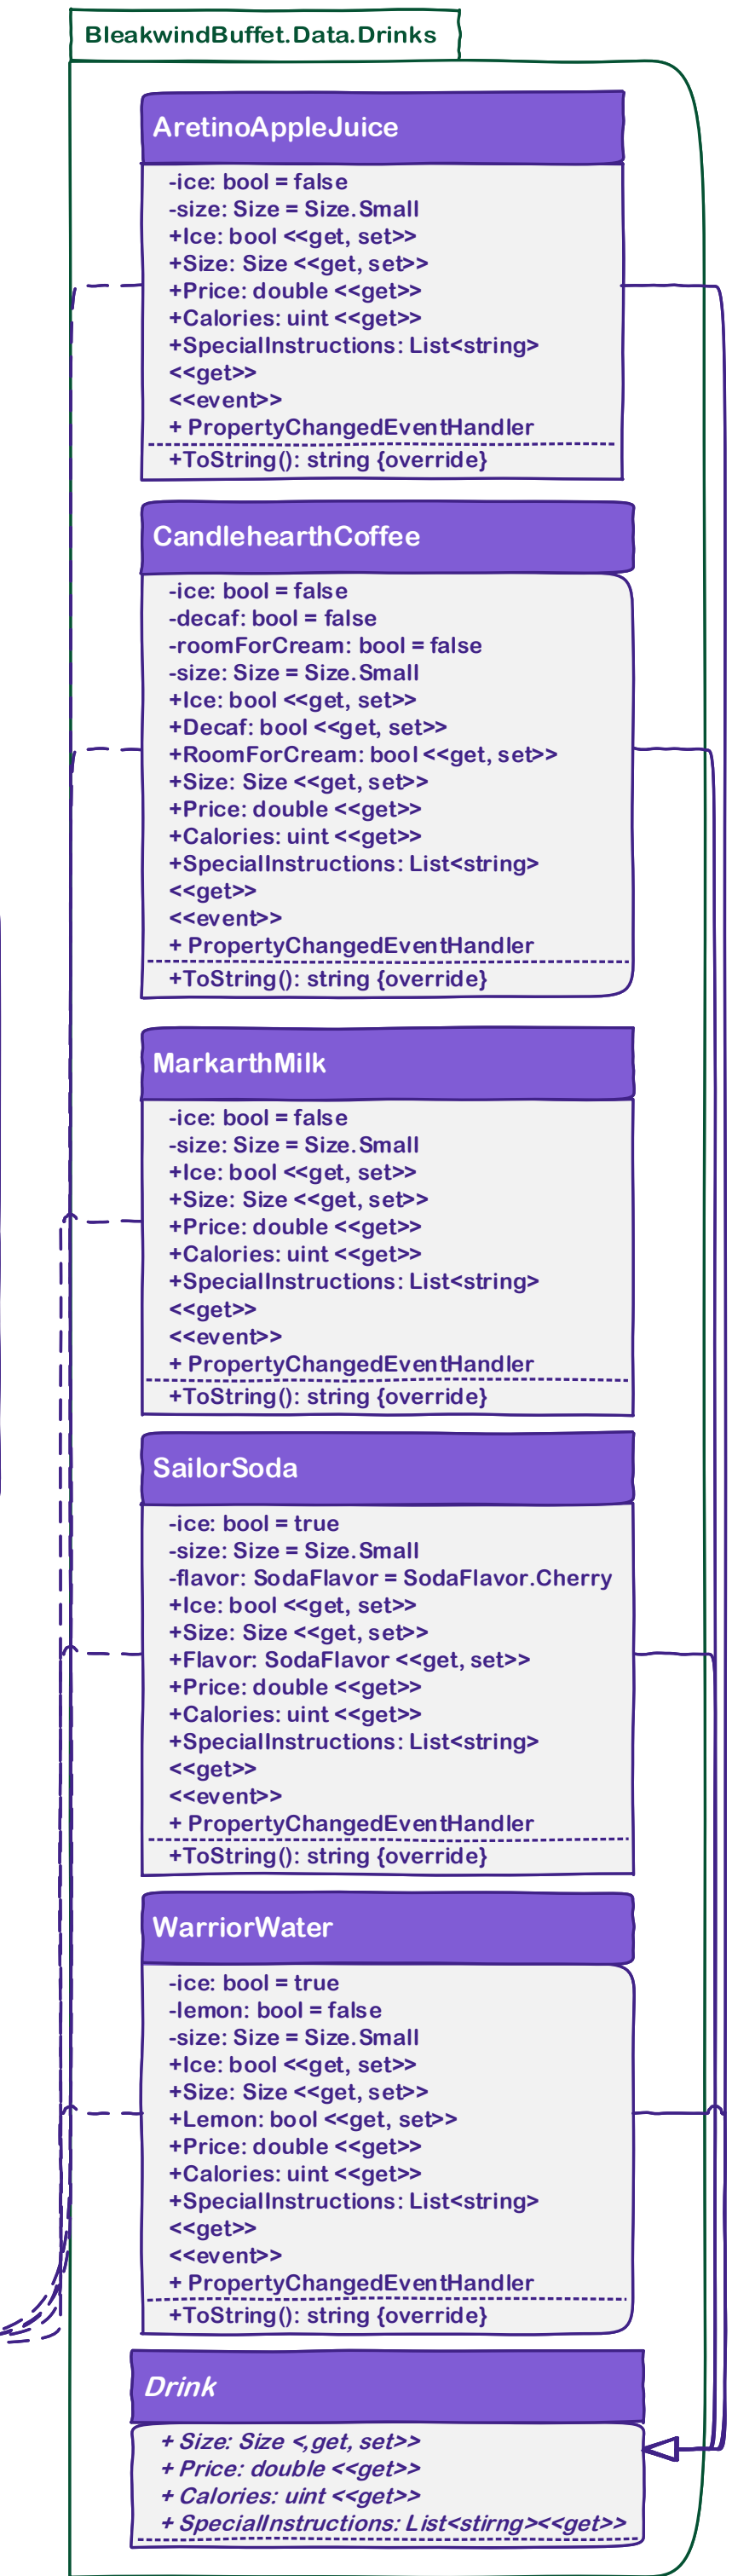 BleakwindBuffet.Data.Drinks
AretinoAppleJuice
-ice: bool = false
-size: Size = Size.Small
+Ice: bool <<get, set>>
+Size: Size <<get, set>>
+Price: double <<get>>
+Calories: uint <<get>>
+SpecialInstructions: List<string>
<<get>>
<<event>>
+ PropertyChangedEventHandler
+ToString(): string {override}
CandlehearthCoffee
-ice: bool = false
-decaf: bool = false
-roomForCream: bool = false
-size: Size = Size.Small
+Ice: bool <<get, set>>
+Decaf: bool <<get, set>>
+RoomForCream: bool <<get, set>>
+Size: Size <<get, set>>
+Price: double <<get>>
+Calories: uint <<get>>
+SpecialInstructions: List<string>
<<get>>
<<event>>
+ PropertyChangedEventHandler
+ToString(): string {override}
MarkarthMilk
-ice: bool = false
-size: Size = Size.Small
+Ice: bool <<get, set>>
+Size: Size <<get, set>>
+Price: double <<get>>
+Calories: uint <<get>>
+SpecialInstructions: List<string>
<<get>>
<<event>>
+ PropertyChangedEventHandler
+ToString(): string {override}
SailorSoda
-ice: bool = true
-size: Size = Size.Small
-flavor: SodaFlavor = SodaFlavor.Cherry
+Ice: bool <<get, set>>
+Size: Size <<get, set>>
+Flavor: SodaFlavor <<get, set>>
+Price: double <<get>>
+Calories: uint <<get>>
+SpecialInstructions: List<string>
<<get>>
<<event>>
+ PropertyChangedEventHandler
+ToString(): string {override}
WarriorWater
-ice: bool = true
-lemon: bool = false
-size: Size = Size.Small
+Ice: bool <<get, set>>
+Size: Size <<get, set>>
+Lemon: bool <<get, set>>
+Price: double <<get>>
+Calories: uint <<get>>
+SpecialInstructions: List<string>
<<get>>
<<event>>
+ PropertyChangedEventHandler
+ToString(): string {override}
Drink
+ Size: Size <,get, set>>
+ Price: double <<get>>
+ Calories: uint <<get>>
+ SpecialInstructions: List<stirng><<get>>